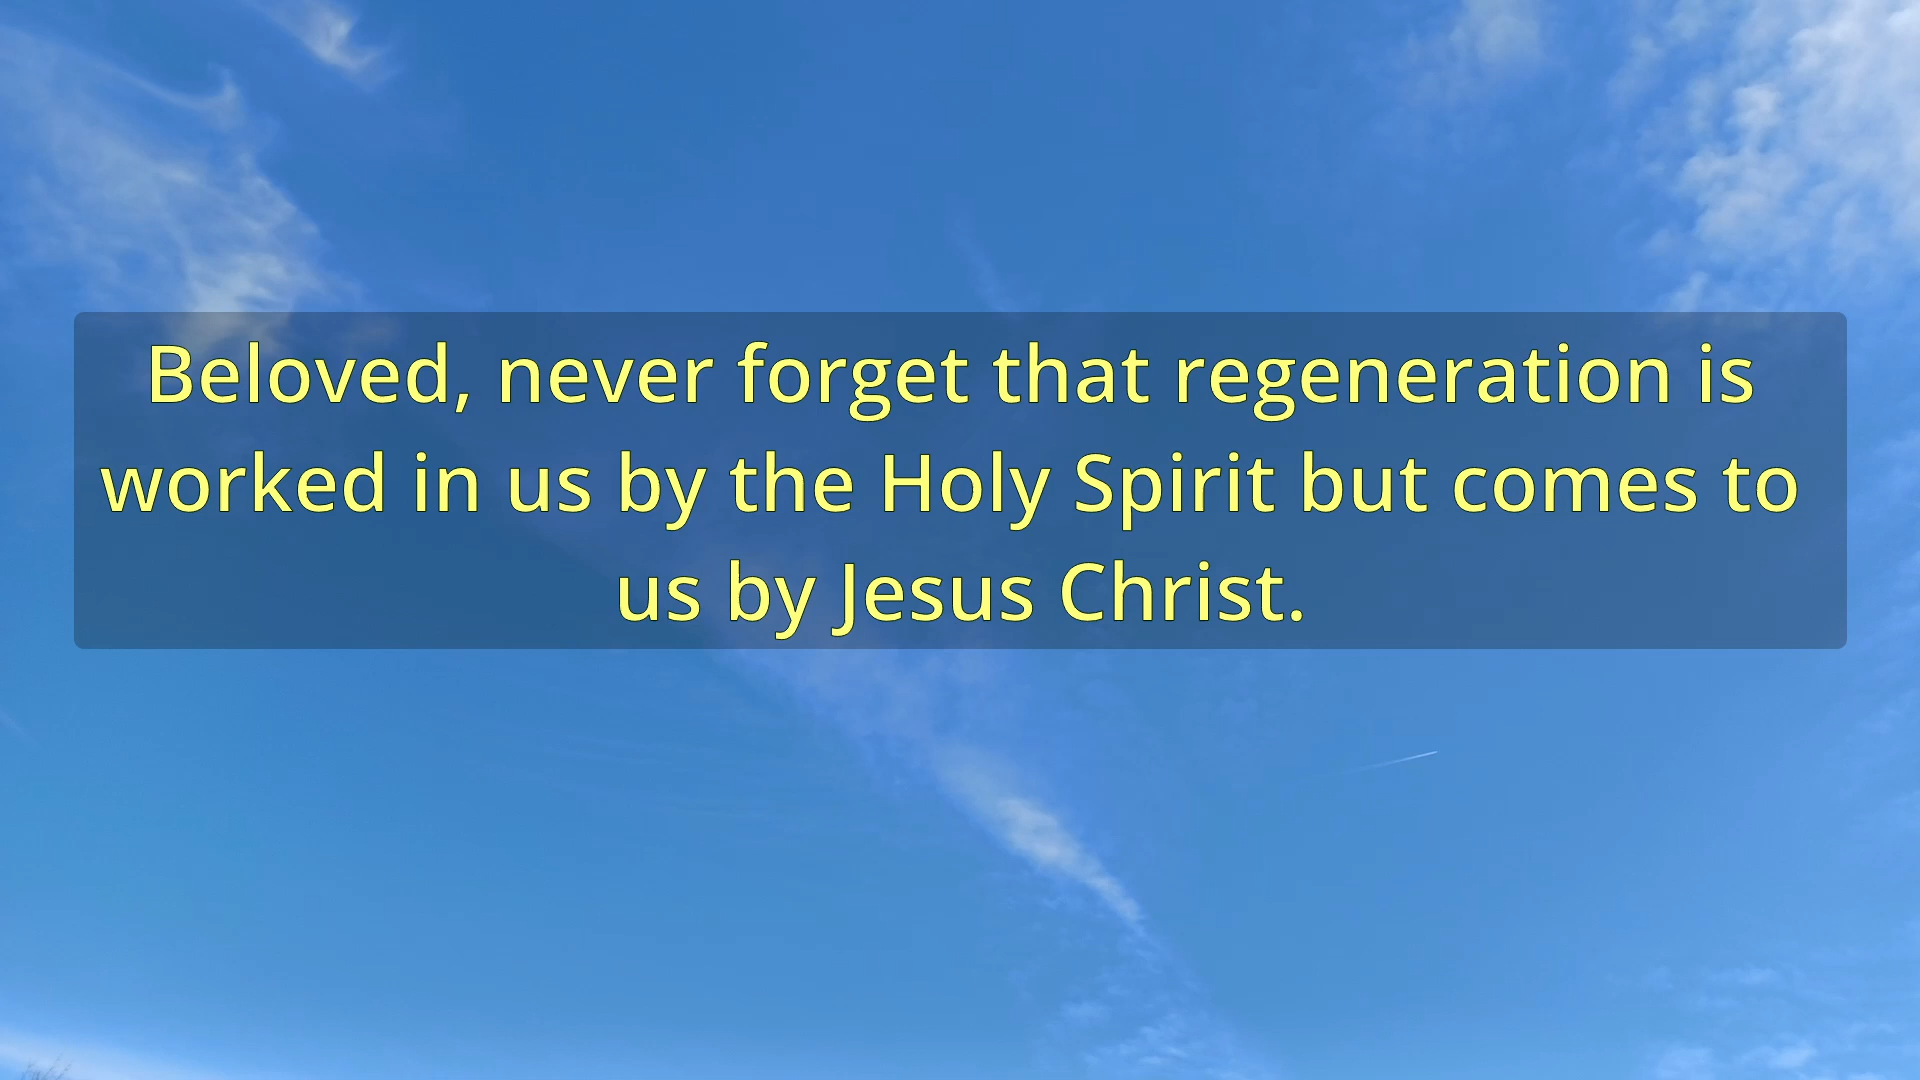 Beloved, never forget that regeneration is
worked in us by the Holy Spirit but comes to
us by Jesus Christ.